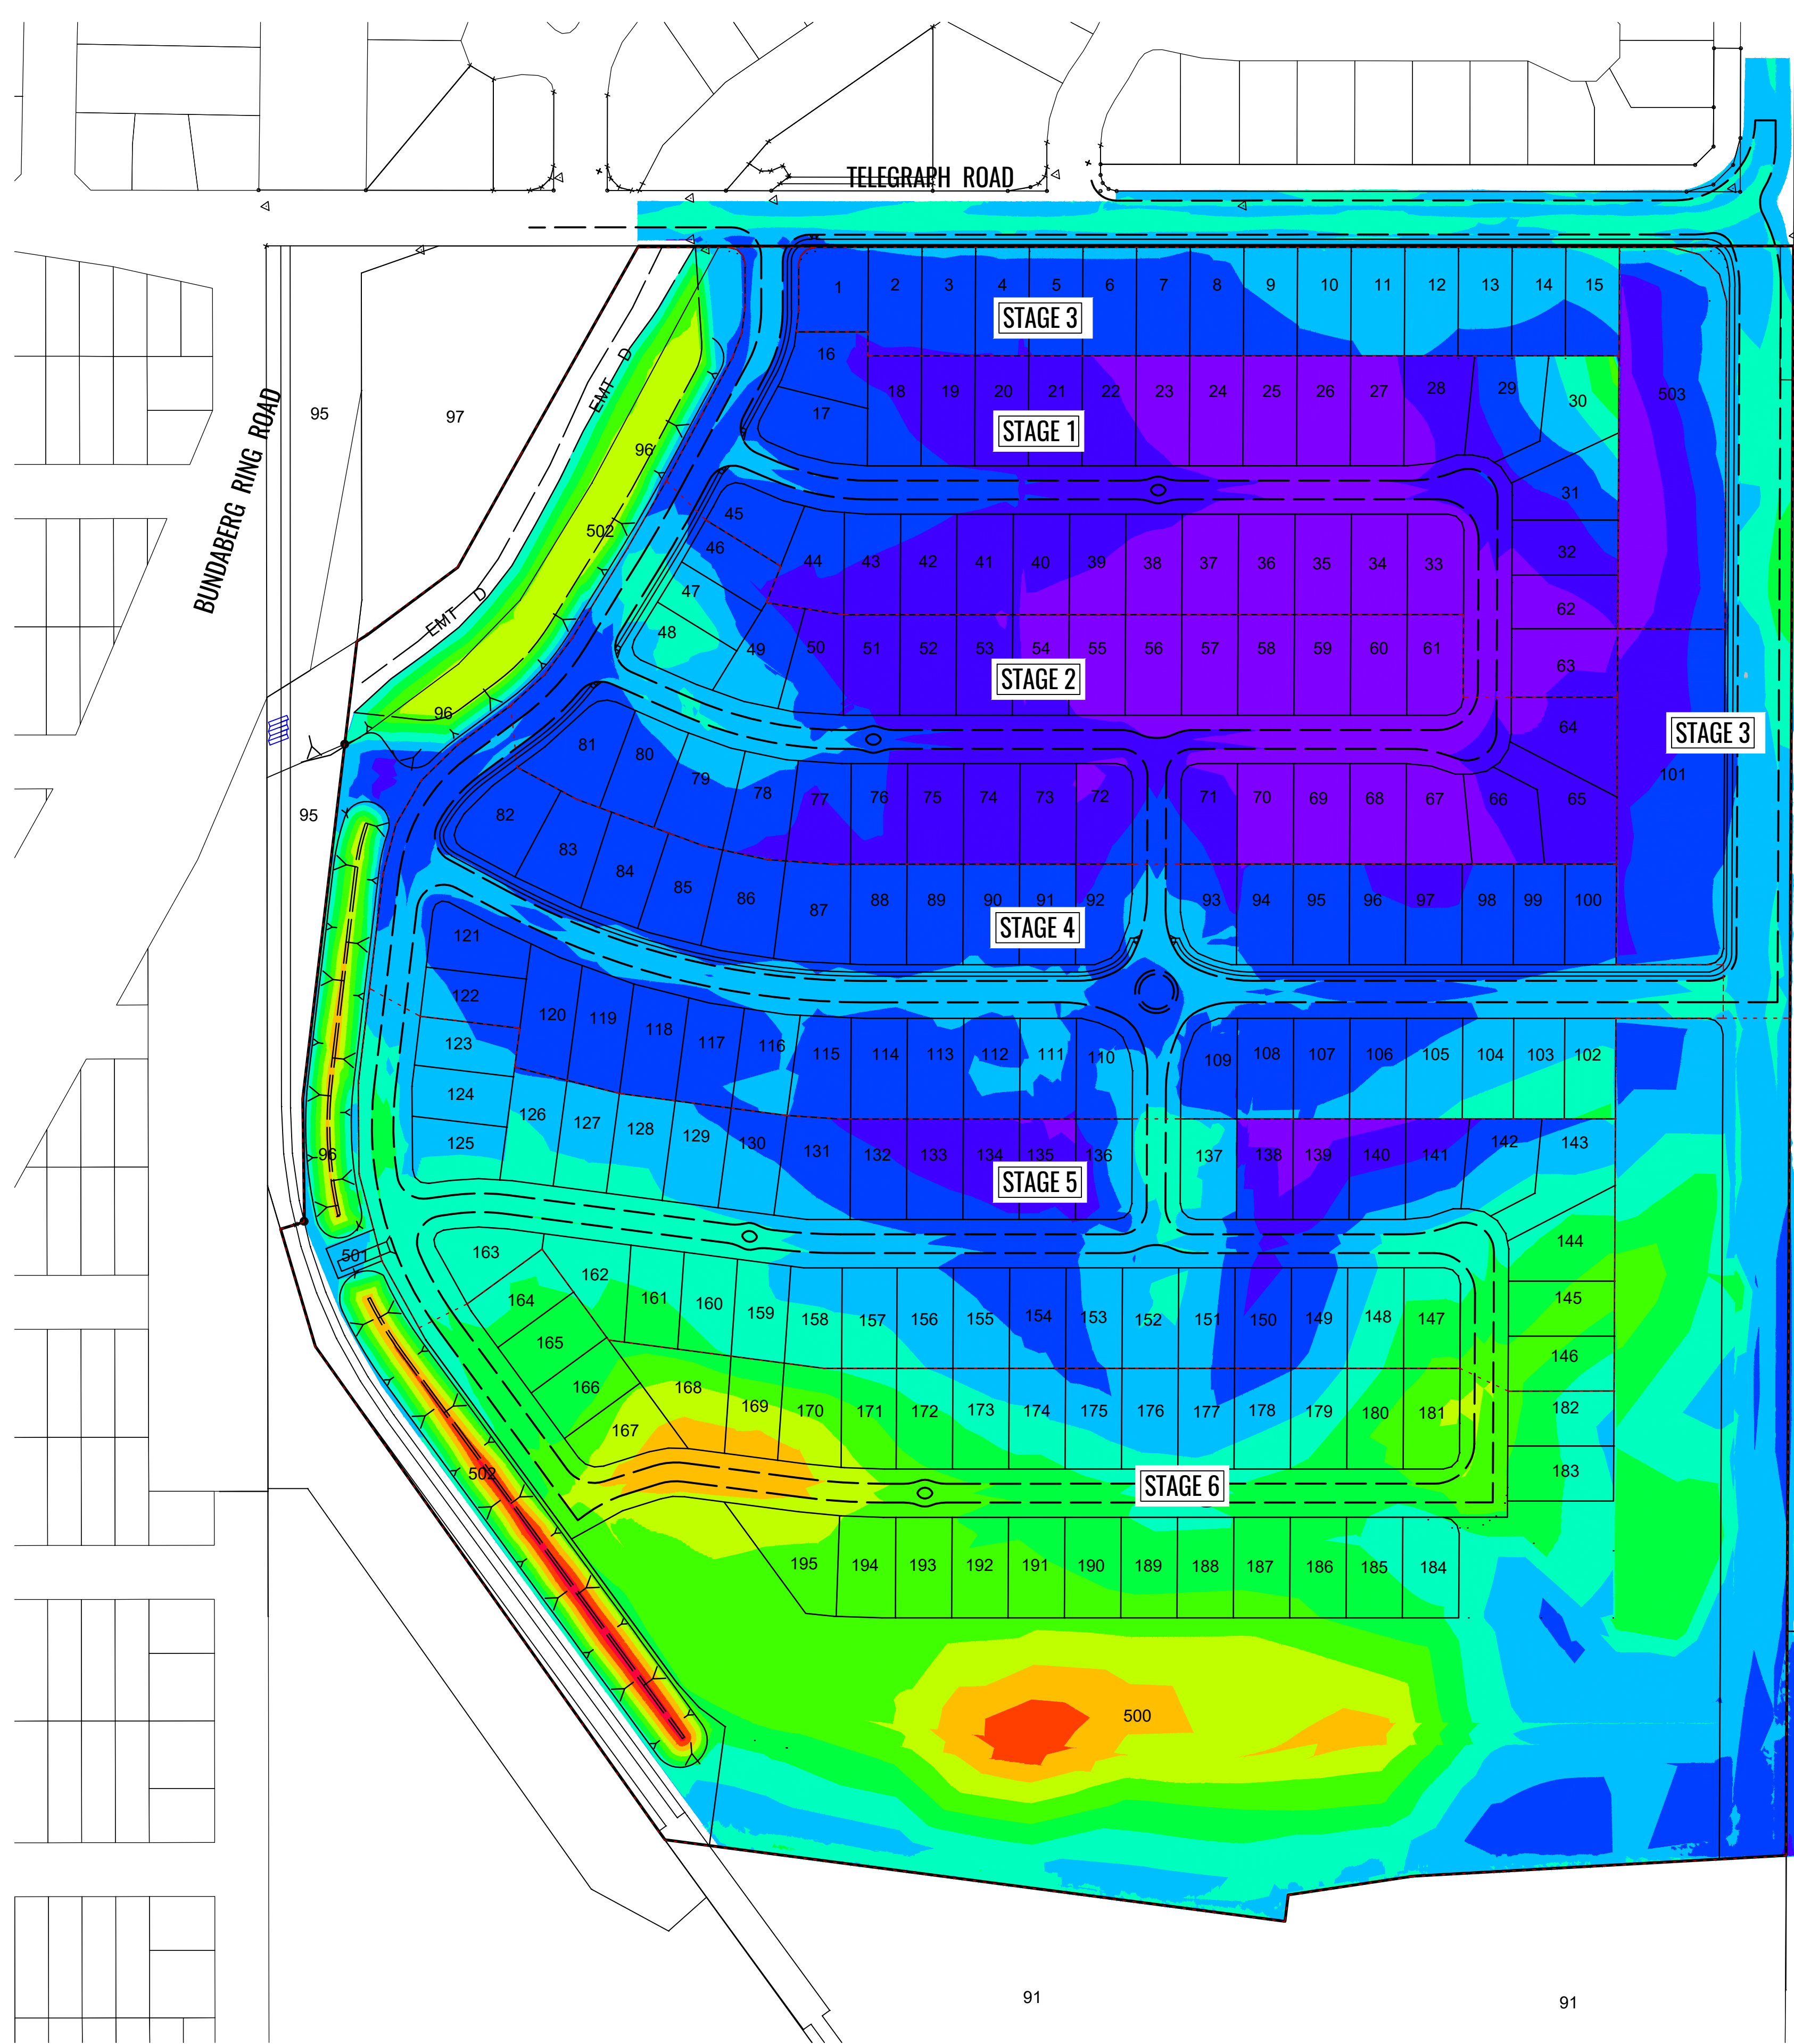 TELEGRAPH ROAD
1 2 3 4 5 6 7 8 9 10 11 12 13 14 15
STAGE 3
16
EMT D
18 19 20 21 22 23 24 25 26 27 28 29 30 503
95 97 17
BUNDABERG RING ROAD
STAGE 1
96
31
45
502
46 44 43 42 41 40 39 38 37 36 35 34 33 32
47
EMT D
62
48
49 50 51 52 53 54 55 56 57 58 59 60 61
63
STAGE 2
96
64
STAGE 3
81 80 79 78 77 76 75 74 73 72 71 70 69 68 67 66 65 101
95 82
83 84 85 86 87 88 89 90 91 92 93 94 95 96 97 98 99 100
STAGE 4
121
122
120 119 118 117 116 115 114 113 112 111 110 109 108 107 106 105 104 103 102
123
124
126 127 128 129 130 131 132 133 134 135 136 137 138 139 140 141 142 143
125
96
STAGE 5
501 163 162 144
164 161 160 159 158 157 156 155 154 153 152 151 150 149 148 147 145
165
146
166 168 169 170 171 172 173 174 175 176 177 178 179 180 181 182
167
502
183
STAGE 6
195 194 193 192 191 190 189 188 187 186 185 184
500
91 91